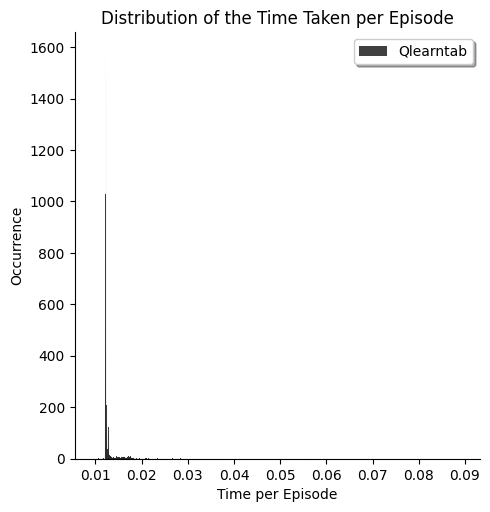 Distribution of the Time Taken per Episode
Qlearntab
1600
1400
1200
1000
800
600
400
200
0
Occurrence
0.01 0.02 0.03 0.04 0.05 0.06 0.07 0.08 0.09
Time per Episode